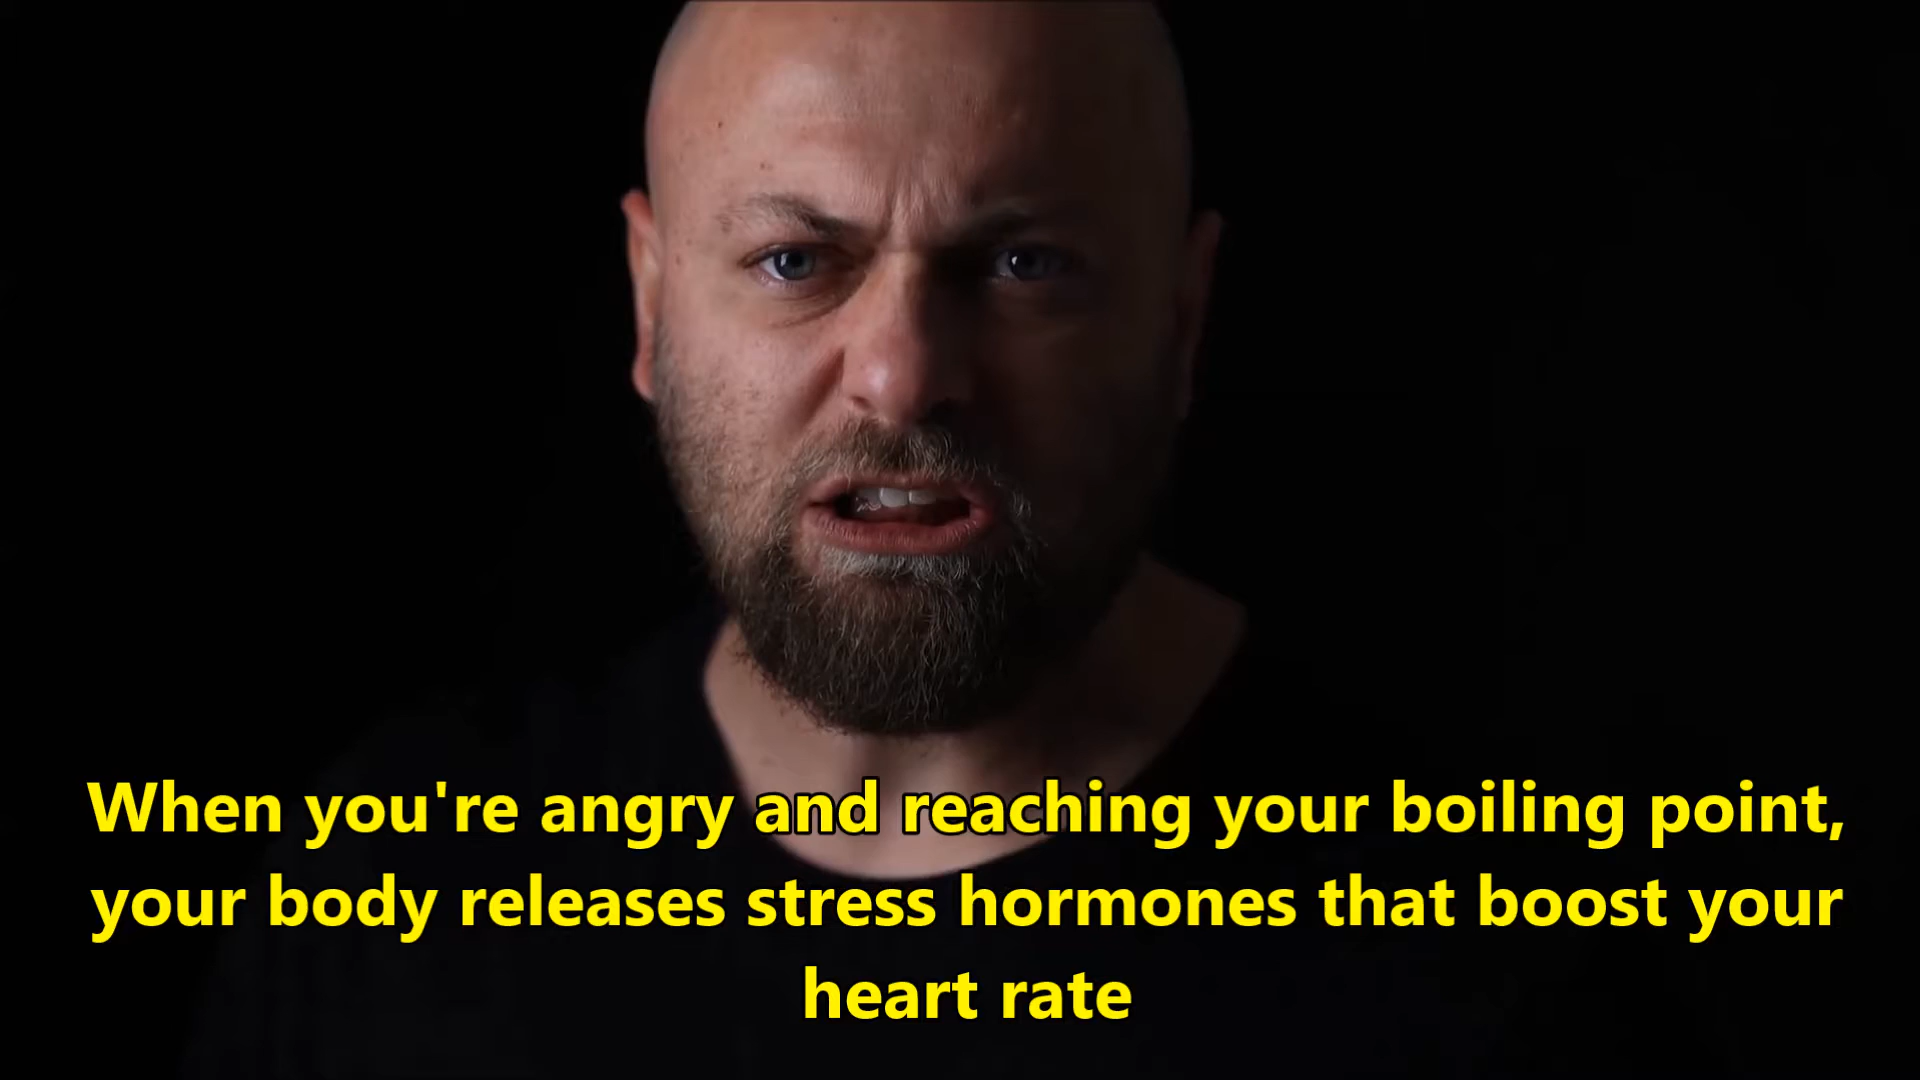 When you're angry and reaching your boiling point,
your body releases stress hormones that boost your
heart rate